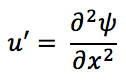 u′ = ∂²ψ / ∂x²